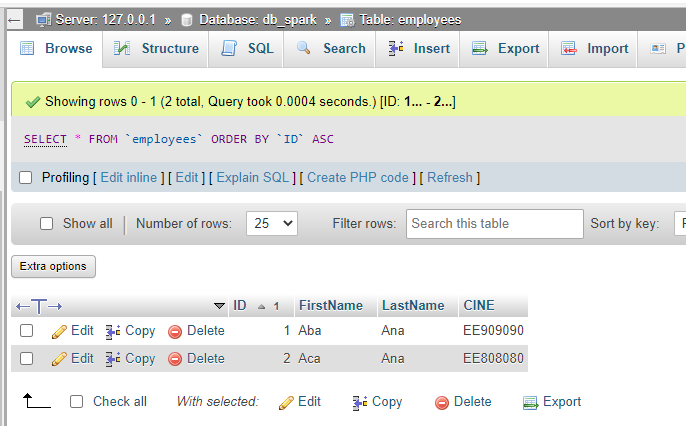 Server: 127.0.0.1 » Database: db_spark » Table: employees
Browse Structure SQL Search Insert Export Import P
Showing rows 0 - 1 (2 total, Query took 0.0004 seconds.) [ID: 1... - 2...]
SELECT * FROM `employees` ORDER BY `ID` ASC
Profiling [ Edit inline ] [ Edit ] [ Explain SQL ] [ Create PHP code ] [ Refresh ]
Show all Number of rows: 25 Filter rows: Search this table Sort by key:
Extra options
ID 1 FirstName LastName CINE
Edit Copy Delete 1 Aba Ana EE909090
Edit Copy Delete 2 Aca Ana EE808080
Check all With selected: Edit Copy Delete Export